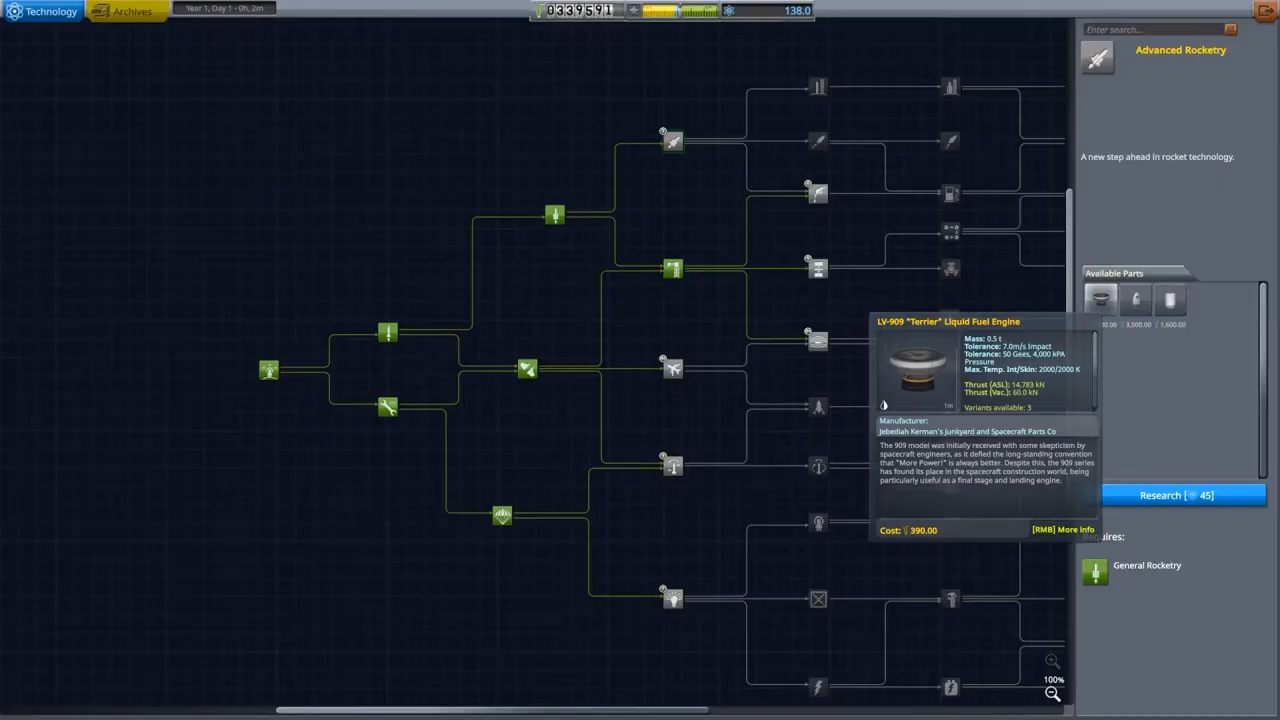 Technology
Archives
Year 1, Day 1 - 0h, 2m
0339591
138.0
Enter search...
Advanced Rocketry
A new step ahead in rocket technology.
Available Parts
3,500.00
1,600.00
LV-909 "Terrier" Liquid Fuel Engine
Mass: 0.5 t
Tolerance: 7.0m/s Impact
Tolerance: 50 Gees, 4,000 kPA
Pressure
Max. Temp. Int/Skin: 2000/2000 K
Thrust (ASL): 14.783 kN
Thrust (Vac.): 60.0 kN
Variants available: 3
1m
Manufacturer:
Jebediah Kerman's Junkyard and Spacecraft Parts Co
The 909 model was initially received with some skepticism by
spacecraft engineers, as it defied the long-standing convention
that "More Power!" is always better. Despite this, the 909 series
has found its place in the spacecraft construction world, being
particularly useful as a final stage and landing engine.
Cost: 390.00
[RMB] More Info
Research [45]
General Rocketry
100%